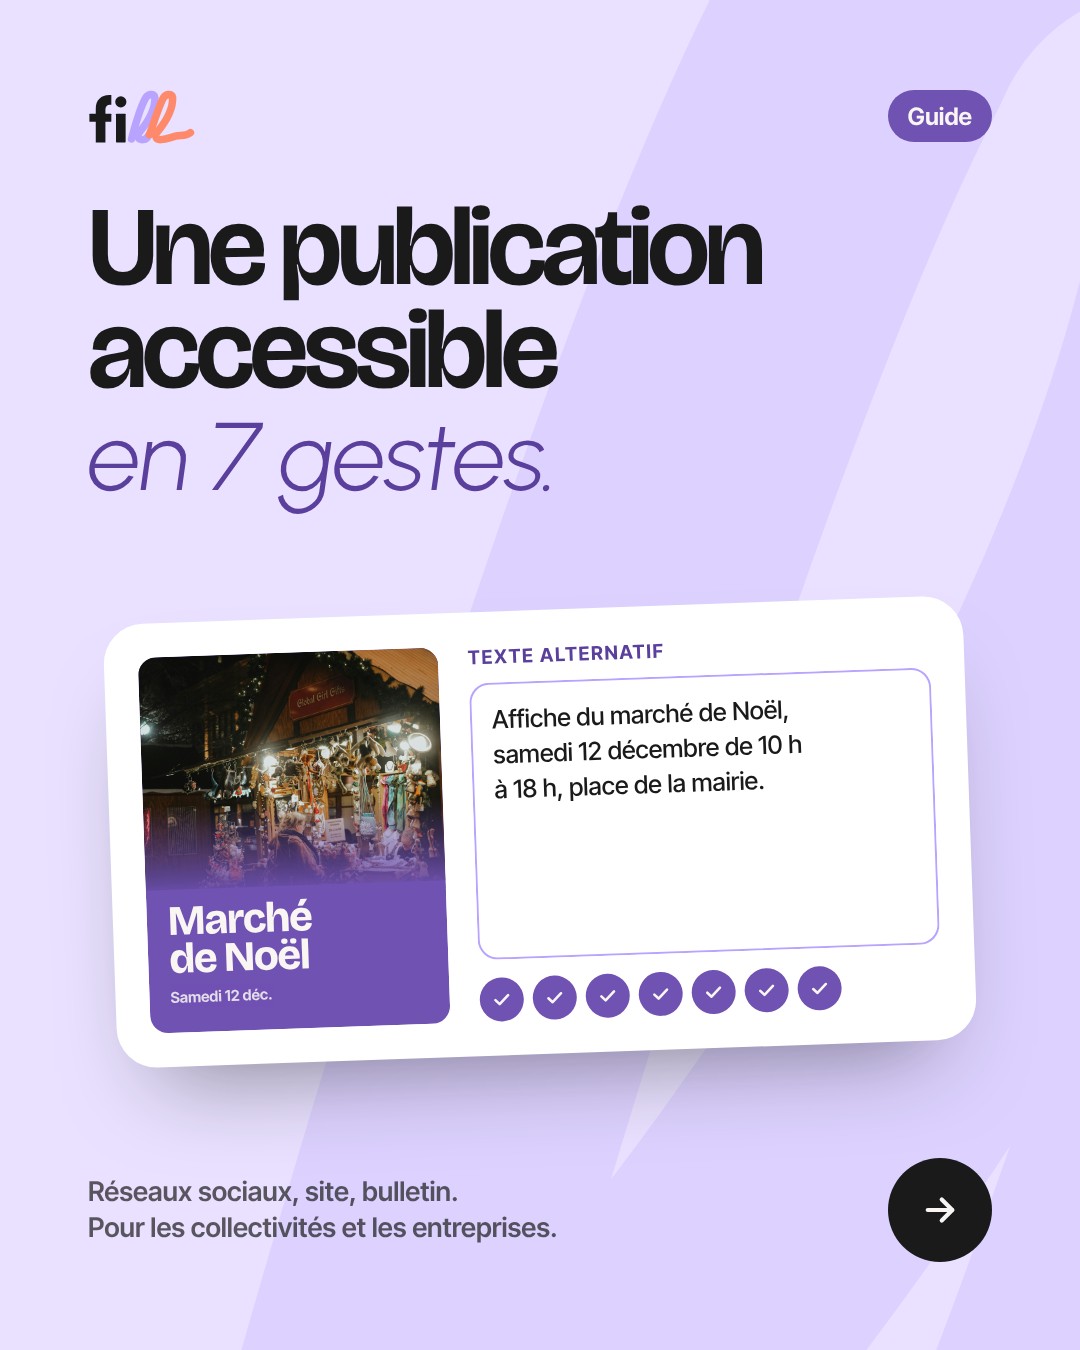 fill
Guide
Une publication
accessible
en 7 gestes.
TEXTE ALTERNATIF
Affiche du marché de Noël,
samedi 12 décembre de 10 h
à 18 h, place de la mairie.
Marché
de Noël
Samedi 12 déc.
Réseaux sociaux, site, bulletin.
Pour les collectivités et les entreprises.